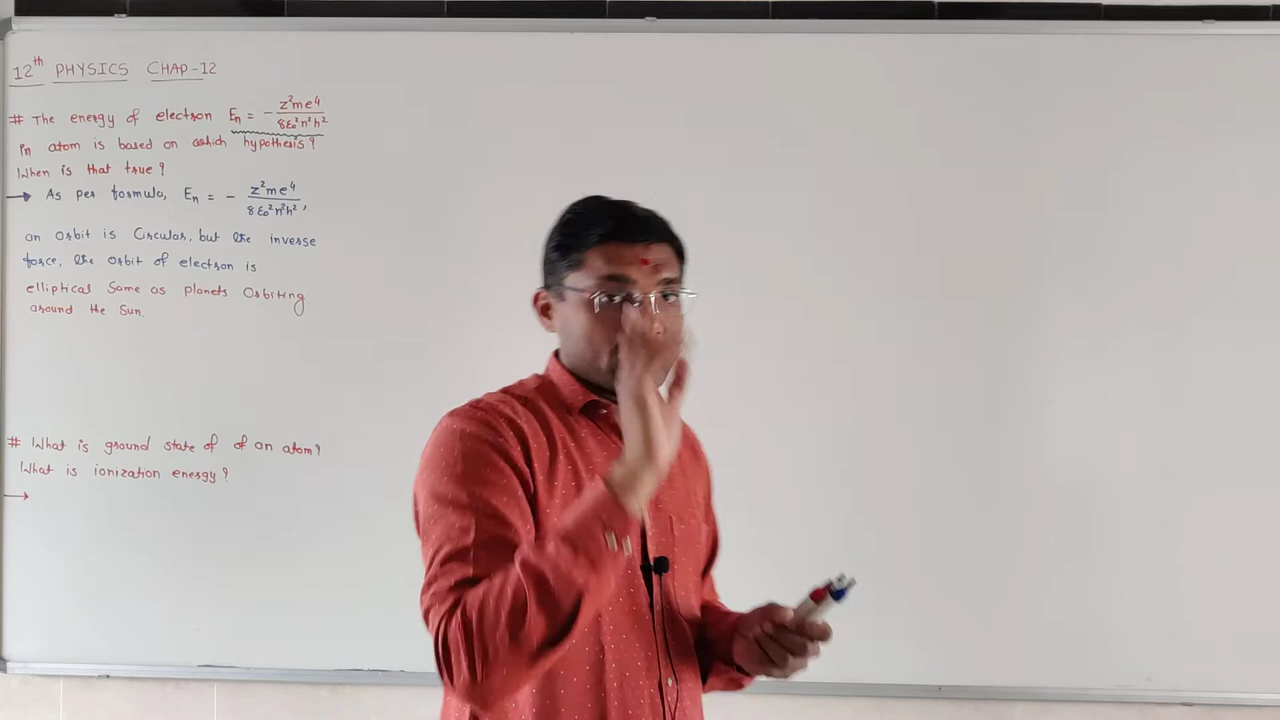 12th PHYSICS CHAP-12
# The energy of electron En = - z²me⁴/8ε₀²n²h²
in atom is based on which hypothesis?
When is that true?
→ As per formula, En = - z²me⁴/8ε₀²n²h²,
an orbit is Circular, but the inverse
force, the orbit of electron is
elliptical Same as planets Orbiting
around the Sun.
# What is ground state of of an atom?
What is ionization energy?
→